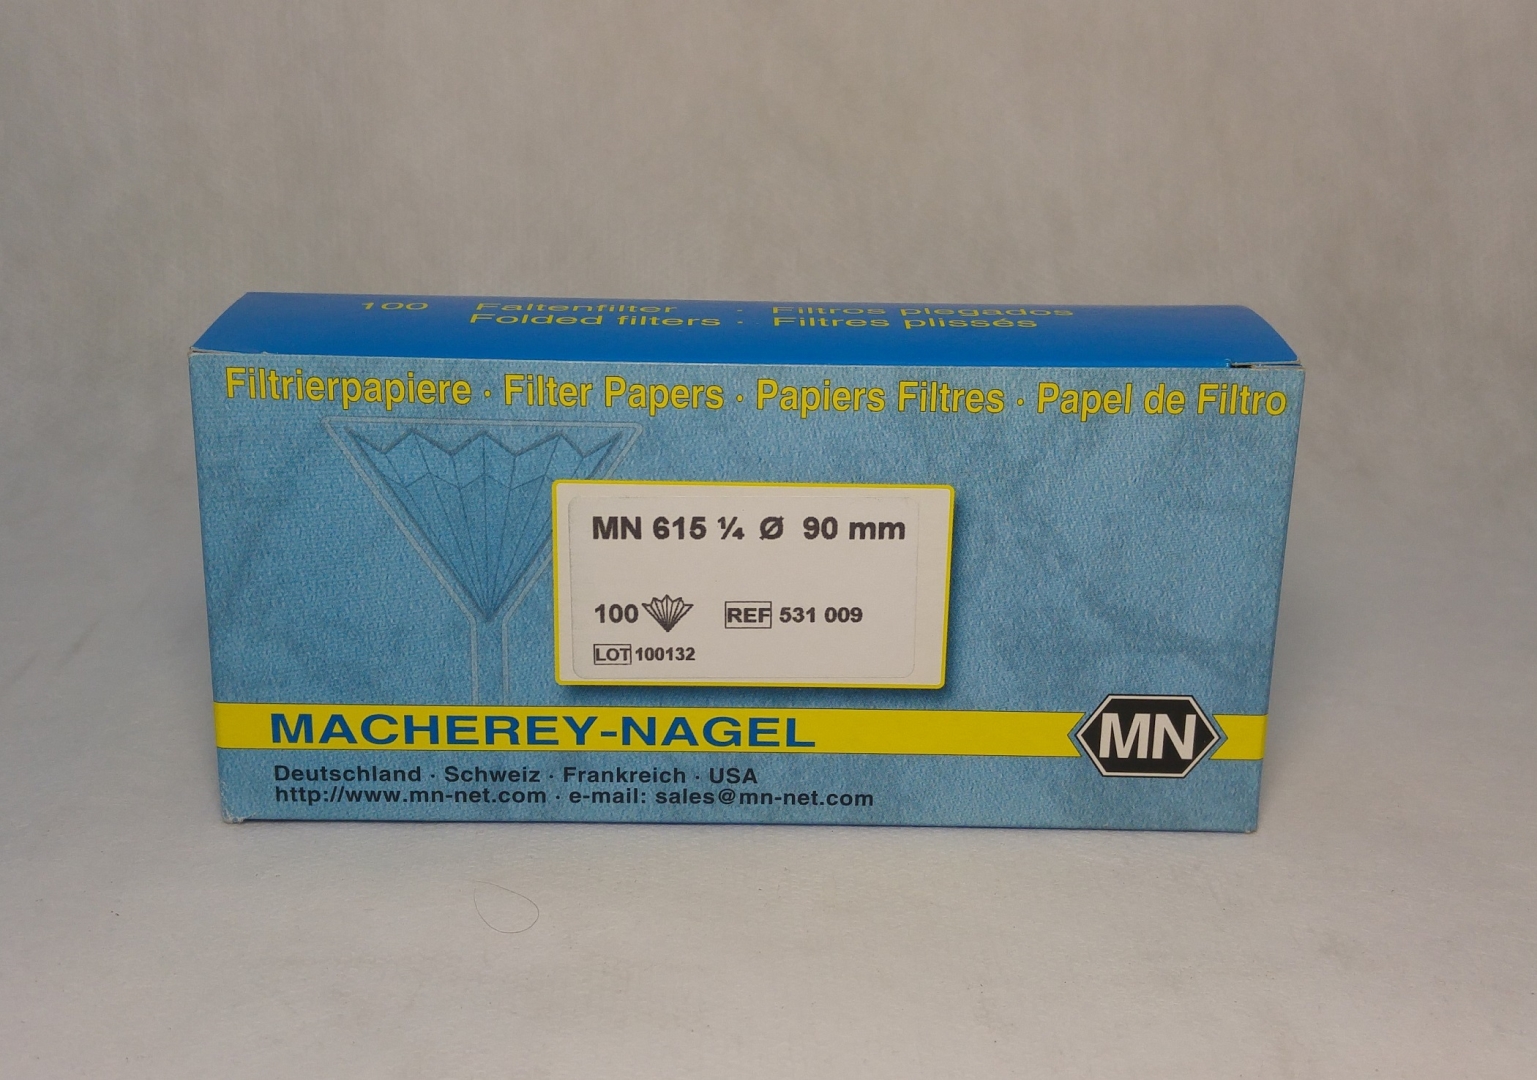 100 Faltenfilter · Filtros plegados
Folded filters · Filtres plissés
Filtrierpapiere · Filter Papers · Papiers Filtres · Papel de Filtro
MN 615 ¼ Ø 90 mm
100 REF 531 009
LOT 100132
MACHEREY-NAGEL
MN
Deutschland · Schweiz · Frankreich · USA
http://www.mn-net.com · e-mail: sales@mn-net.com